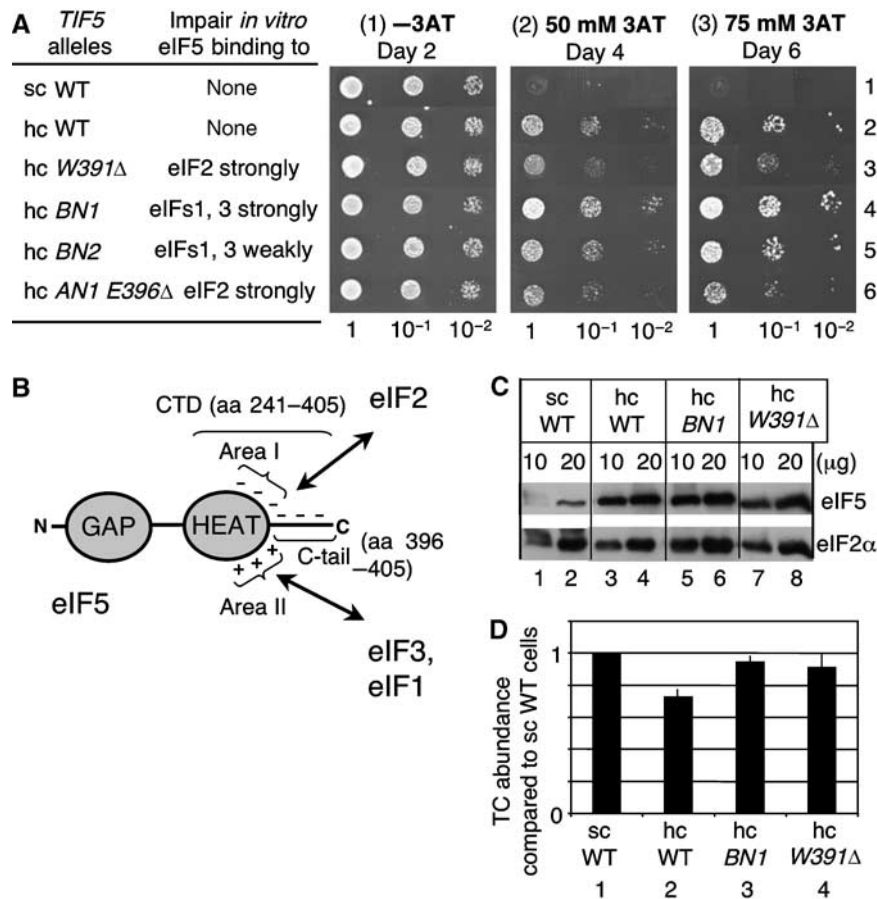 A
TIF5 alleles
Impair in vitro eIF5 binding to
(1) –3AT
Day 2
(2) 50 mM 3AT
Day 4
(3) 75 mM 3AT
Day 6
sc WT None 1
hc WT None 2
hc W391Δ eIF2 strongly 3
hc BN1 eIFs1, 3 strongly 4
hc BN2 eIFs1, 3 weakly 5
hc AN1 E396Δ eIF2 strongly 6
1 10⁻¹ 10⁻² 1 10⁻¹ 10⁻² 1 10⁻¹ 10⁻²
B
CTD (aa 241–405)
eIF2
Area I
- - - - - -
N GAP HEAT C
+ + +
C-tail (aa 396
–405)
Area II
eIF5
eIF3,
eIF1
C
sc WT hc WT hc BN1 hc W391Δ
10 20 10 20 10 20 10 20 (μg)
eIF5
eIF2α
1 2 3 4 5 6 7 8
D
TC abundance
compared to sc WT cells
1
0
sc WT hc WT hc BN1 hc W391Δ
1 2 3 4